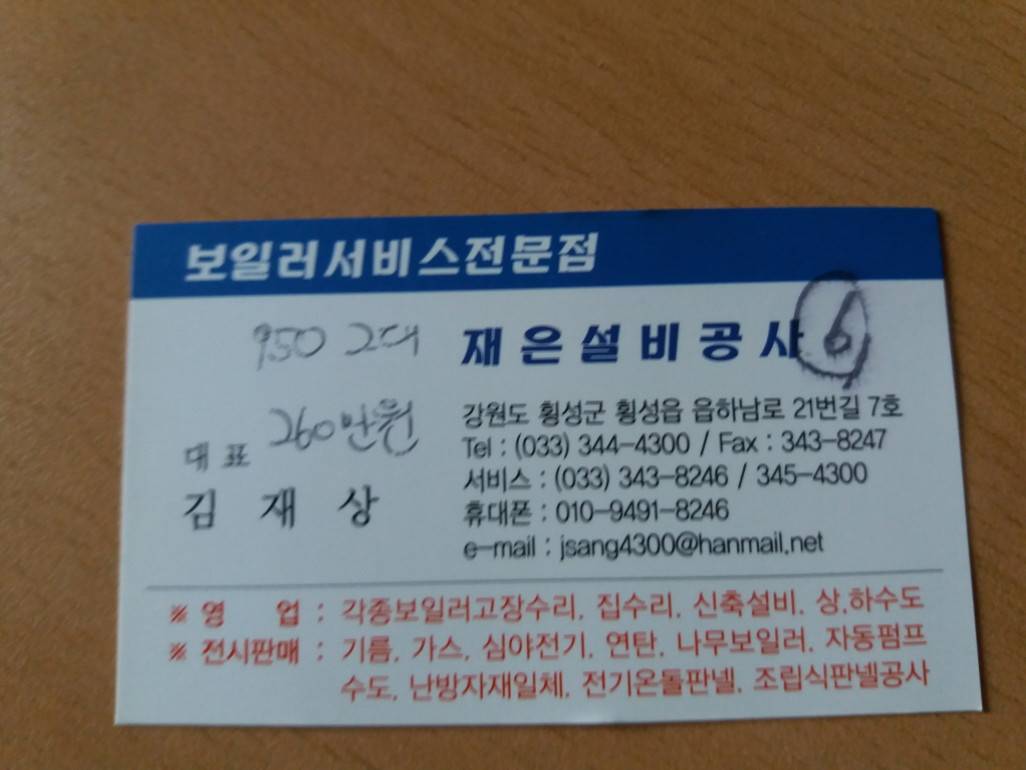 보일러서비스전문점
950 그대
재은설비공사 6
260만원
대표
김재상
강원도 횡성군 횡성읍 읍하남로 21번길 7호
Tel : (033) 344-4300 / Fax : 343-8247
서비스 : (033) 343-8246 / 345-4300
휴대폰 : 010-9491-8246
e-mail : jsang4300@hanmail.net
※ 영 업 : 각종보일러고장수리, 집수리, 신축설비, 상,하수도
※ 전시판매 : 기름, 가스, 심야전기, 연탄, 나무보일러, 자동펌프
수도, 난방자재일체, 전기온돌판넬, 조립식판넬공사